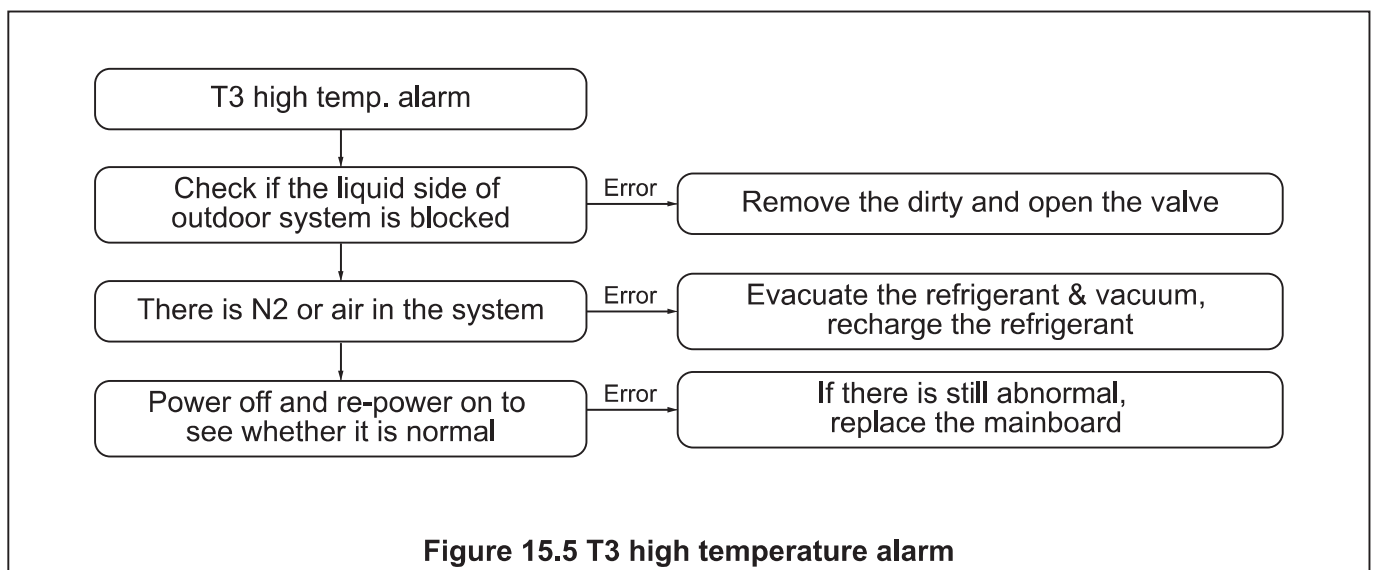 T3 high temp. alarm
Check if the liquid side of
outdoor system is blocked
Error
Remove the dirty and open the valve
There is N2 or air in the system
Error
Evacuate the refrigerant & vacuum,
recharge the refrigerant
Power off and re-power on to
see whether it is normal
Error
If there is still abnormal,
replace the mainboard
Figure 15.5 T3 high temperature alarm